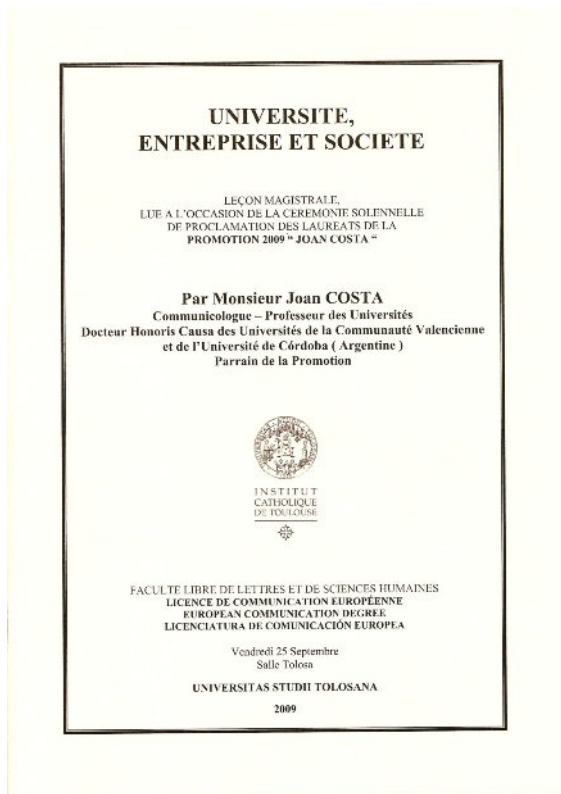 UNIVERSITE,
ENTREPRISE ET SOCIETE
LEÇON MAGISTRALE,
LUE A L'OCCASION DE LA CEREMONIE SOLENNELLE
DE PROCLAMATION DES LAUREATS DE LA
PROMOTION 2009 " JOAN COSTA "
Par Monsieur Joan COSTA
Communicologue – Professeur des Universités
Docteur Honoris Causa des Universités de la Communauté Valencienne
et de l'Université de Córdoba ( Argentine )
Parrain de la Promotion
INSTITUT
CATHOLIQUE
DE TOULOUSE
FACULTE LIBRE DE LETTRES ET DE SCIENCES HUMAINES
LICENCE DE COMMUNICATION EUROPÉENNE
EUROPEAN COMMUNICATION DEGREE
LICENCIATURA DE COMUNICACIÓN EUROPEA
Vendredi 25 Septembre
Salle Tolosa
UNIVERSITAS STUDII TOLOSANA
2009